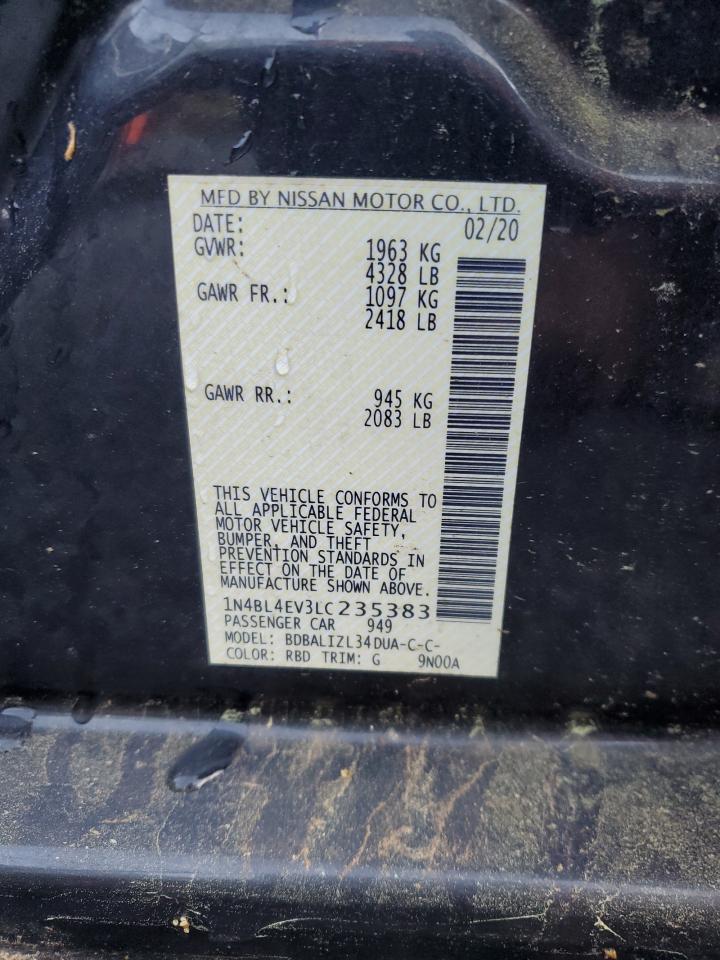 MFD BY NISSAN MOTOR CO., LTD.
DATE: 02/20
GVWR: 1963 KG
4328 LB
GAWR FR.: 1097 KG
2418 LB
GAWR RR.: 945 KG
2083 LB
THIS VEHICLE CONFORMS TO
ALL APPLICABLE FEDERAL
MOTOR VEHICLE SAFETY,
BUMPER, AND THEFT
PREVENTION STANDARDS IN
EFFECT ON THE DATE OF
MANUFACTURE SHOWN ABOVE.
1N4BL4EV3LC235383
PASSENGER CAR 949
MODEL: BDBALIZL34DUA-C-C-
COLOR: RBD TRIM: G 9N00A